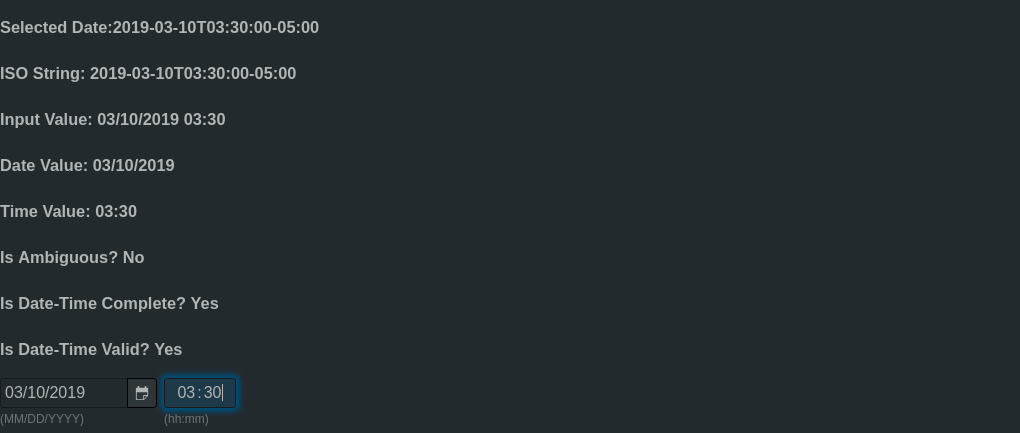 Selected Date:2019-03-10T03:30:00-05:00
ISO String: 2019-03-10T03:30:00-05:00
Input Value: 03/10/2019 03:30
Date Value: 03/10/2019
Time Value: 03:30
Is Ambiguous? No
Is Date-Time Complete? Yes
Is Date-Time Valid? Yes
03/10/2019 03:30
(MM/DD/YYYY) (hh:mm)